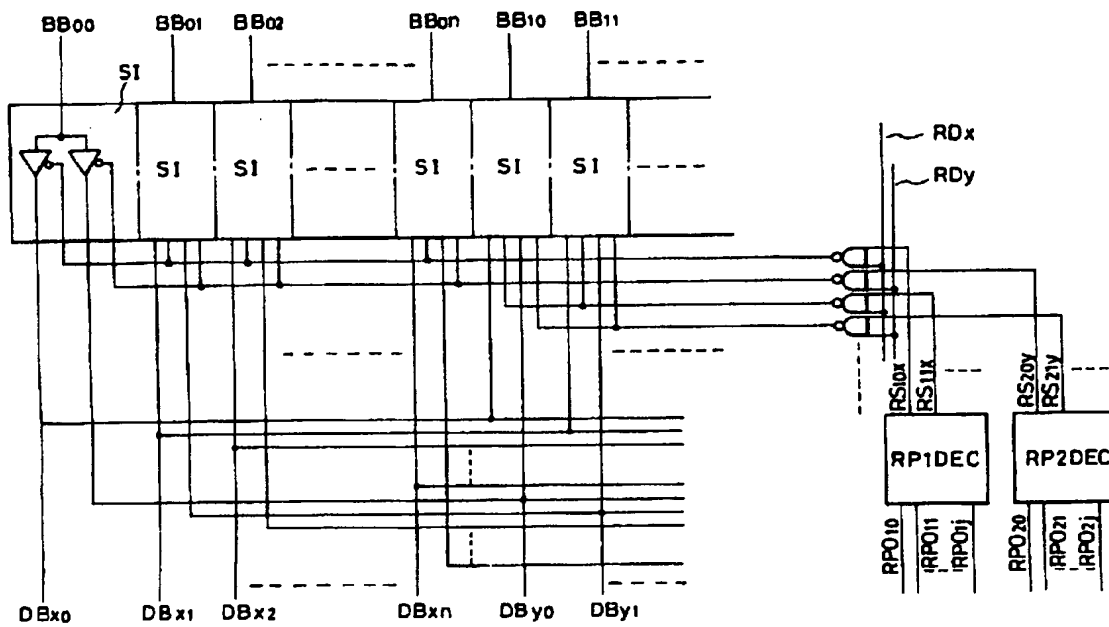 BB00 BB01 BB02 BB0n BB10 BB11
SI
SI SI SI SI SI
RDx
RDy
RS10x RS11x RS20y RS21y
RP1DEC RP2DEC
RPO10 RPO11 RPO1j RPO20 RPO21 RPO2j
DBx0 DBx1 DBx2 DBxn DBy0 DBy1